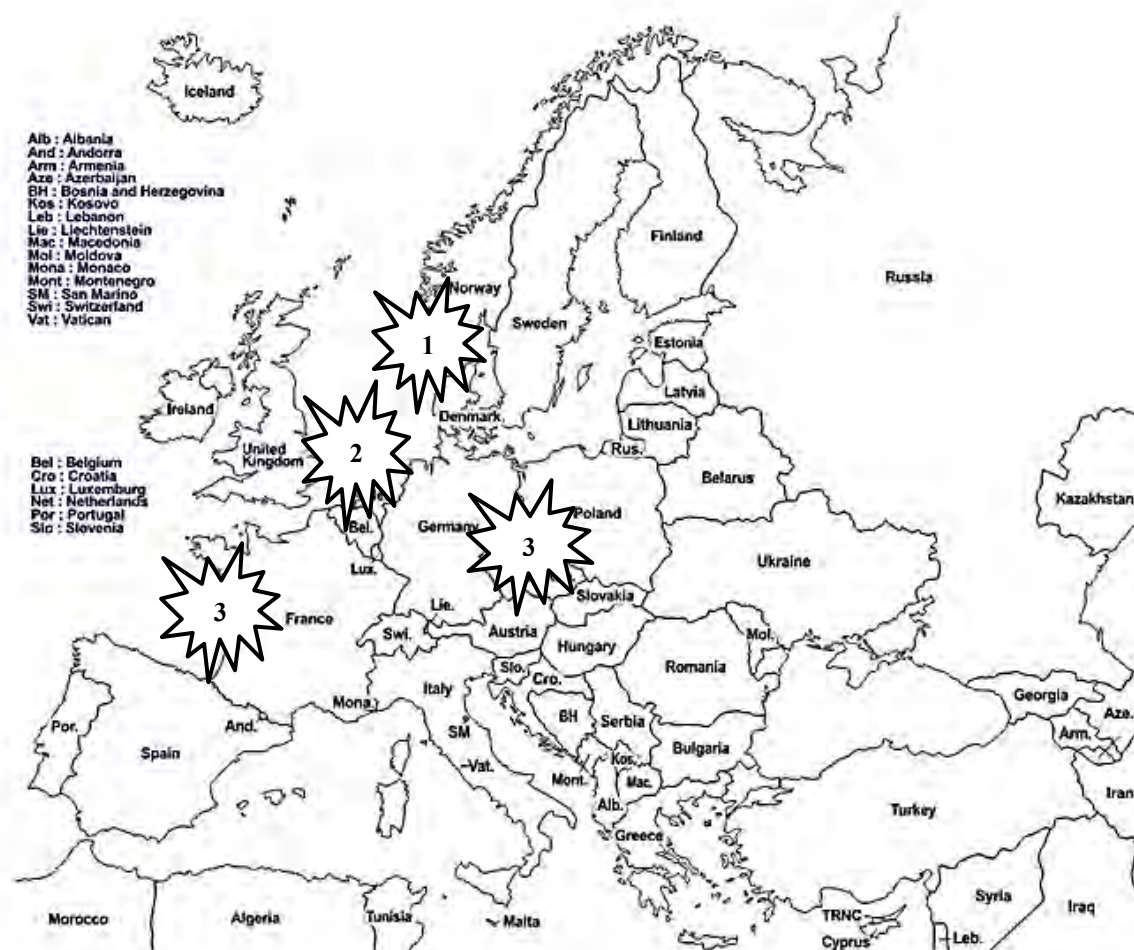 Iceland
Alb : Albania
And : Andorra
Arm : Armenia
Aze : Azerbaijan
BH : Bosnia and Herzegovina
Kos : Kosovo
Leb : Lebanon
Lie : Liechtenstein
Mac : Macedonia
Mol : Moldova
Mona : Monaco
Mont : Montenegro
SM : San Marino
Swi : Switzerland
Vat : Vatican
Finland
Russia
Norway
Sweden
1
Estonia
Latvia
Ireland
Denmark
Lithuania
United
Kingdom
2
Rus.
Belarus
Bel : Belgium
Cro : Croatia
Lux : Luxemburg
Net : Netherlands
Por : Portugal
Slo : Slovenia
Kazakhstan
Bel.
Germany
Poland
3
Ukraine
Lux.
Slovakia
3
France
Lie.
Swi.
Austria
Hungary
Mol.
Romania
Slo.
Cro.
Italy
Mona.
Georgia
Aze.
Por.
And.
Spain
SM
BH
Serbia
Arm.
Bulgaria
Kos.
Vat.
Mont.
Mac.
Iran
Alb.
Turkey
Greece
Morocco
Algeria
Tunisia
Malta
TRNC
Cyprus
Syria
Iraq
Leb.